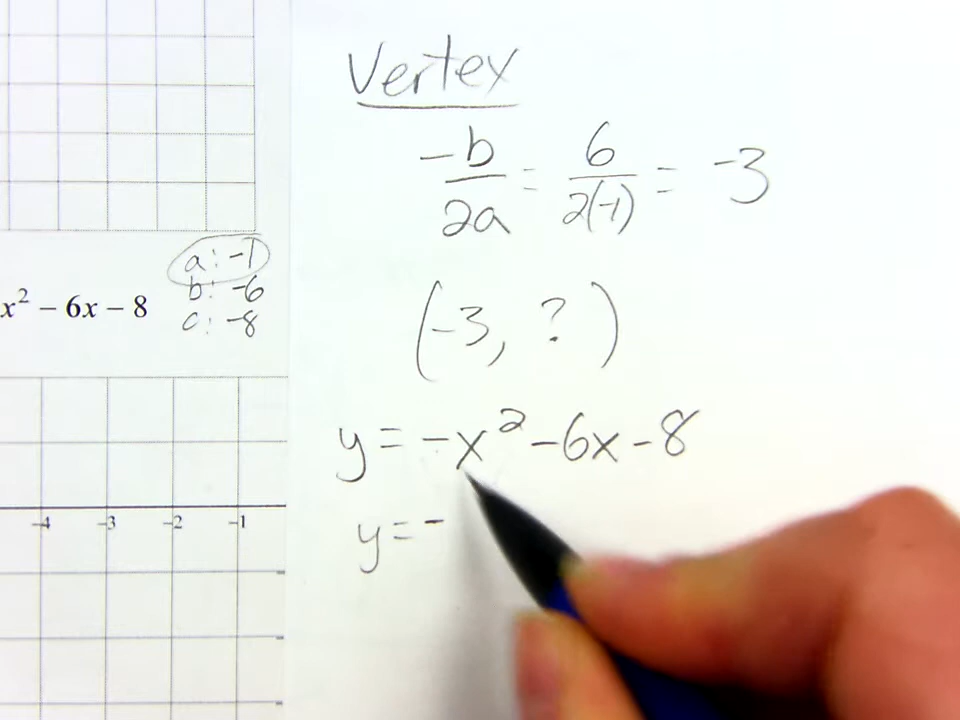 Vertex
-b/2a = 6/2(-1) = -3
a: -1
b: -6
c: -8
x² - 6x - 8
(-3, ?)
y = -x² - 6x - 8
-4 -3 -2 -1
y = -